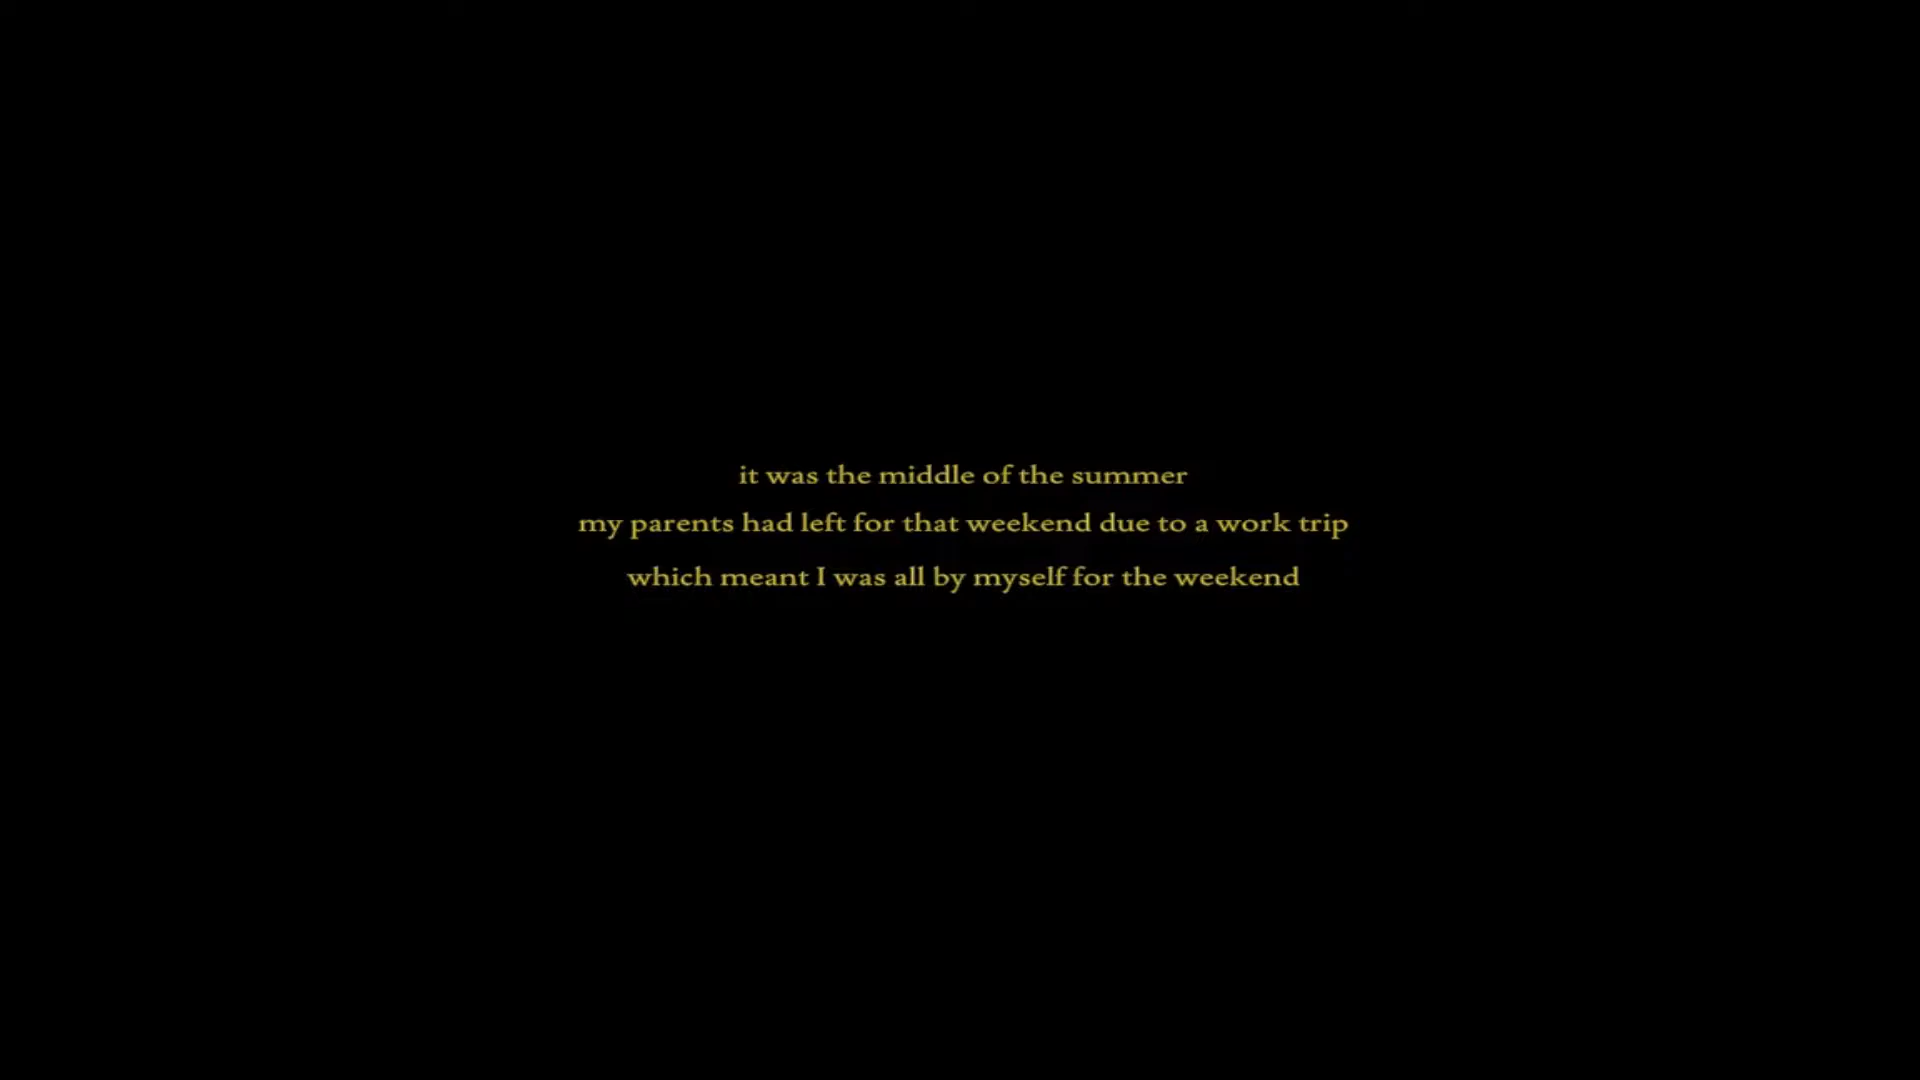 it was the middle of the summer
my parents had left for that weekend due to a work trip
which meant I was all by myself for the weekend